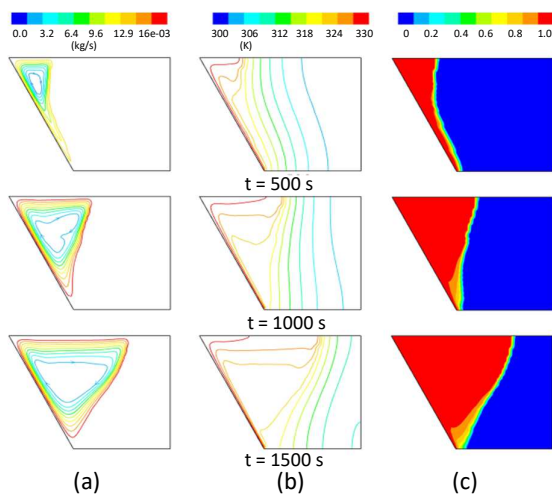 0.0 3.2 6.4 9.6 12.9 16e-03
(kg/s)
300 306 312 318 324 330
(K)
0 0.2 0.4 0.6 0.8 1.0
t = 500 s
t = 1000 s
t = 1500 s
(a) (b) (c)